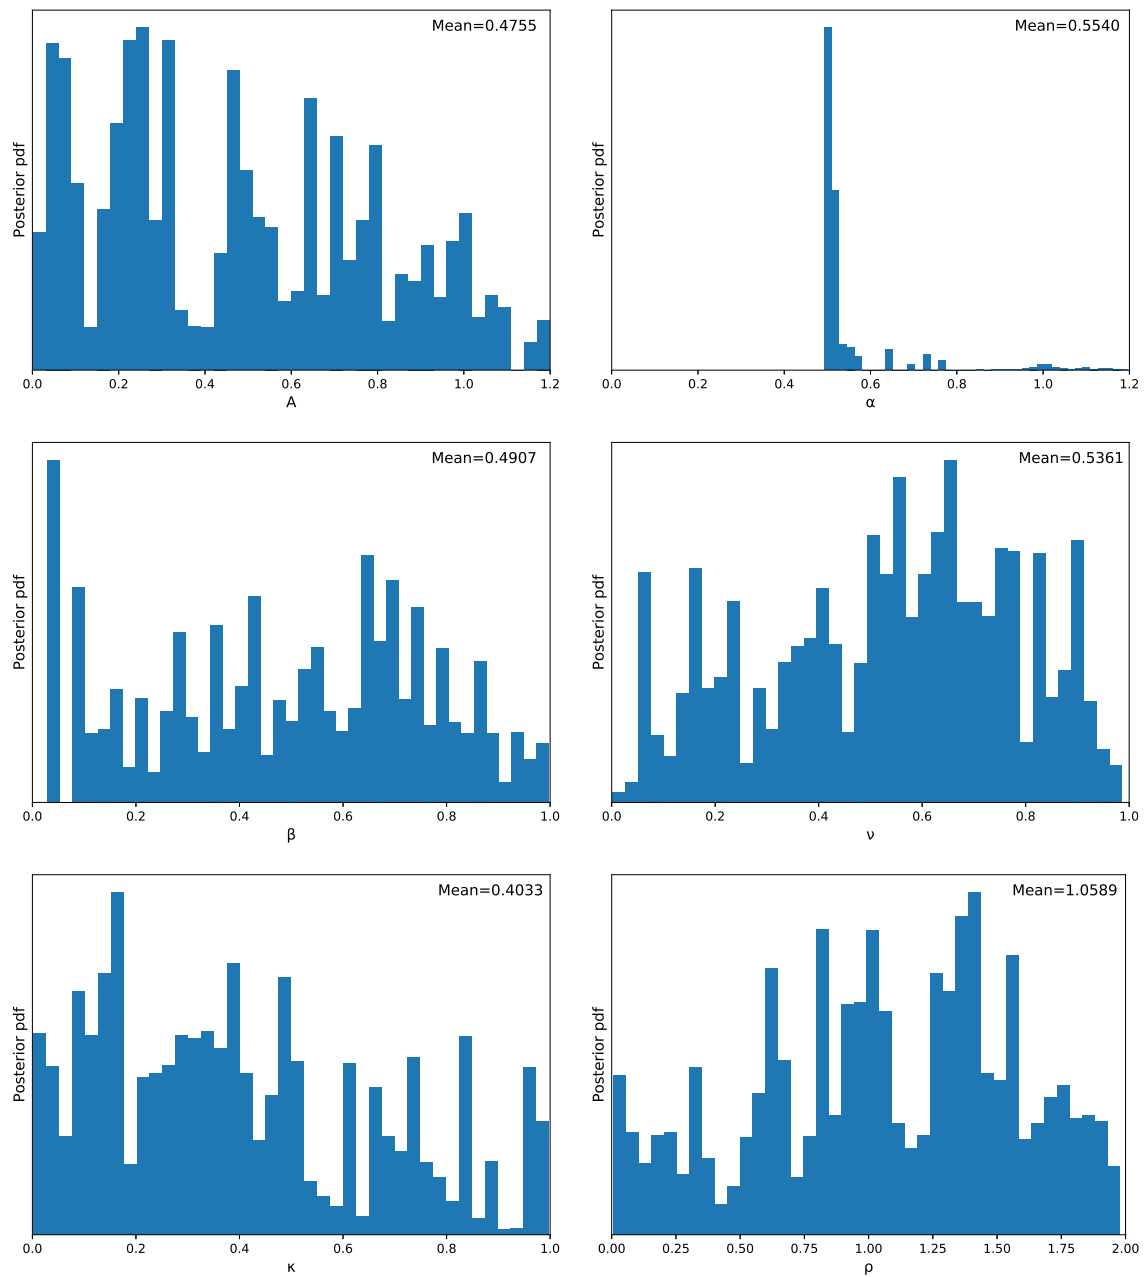 Mean=0.4755
Posterior pdf
0.0 0.2 0.4 0.6 0.8 1.0 1.2
A
Mean=0.5540
Posterior pdf
0.0 0.2 0.4 0.6 0.8 1.0 1.2
α
Mean=0.4907
Posterior pdf
0.0 0.2 0.4 0.6 0.8 1.0
β
Mean=0.5361
Posterior pdf
0.0 0.2 0.4 0.6 0.8 1.0
ν
Mean=0.4033
Posterior pdf
0.0 0.2 0.4 0.6 0.8 1.0
κ
Mean=1.0589
Posterior pdf
0.00 0.25 0.50 0.75 1.00 1.25 1.50 1.75 2.00
ρ